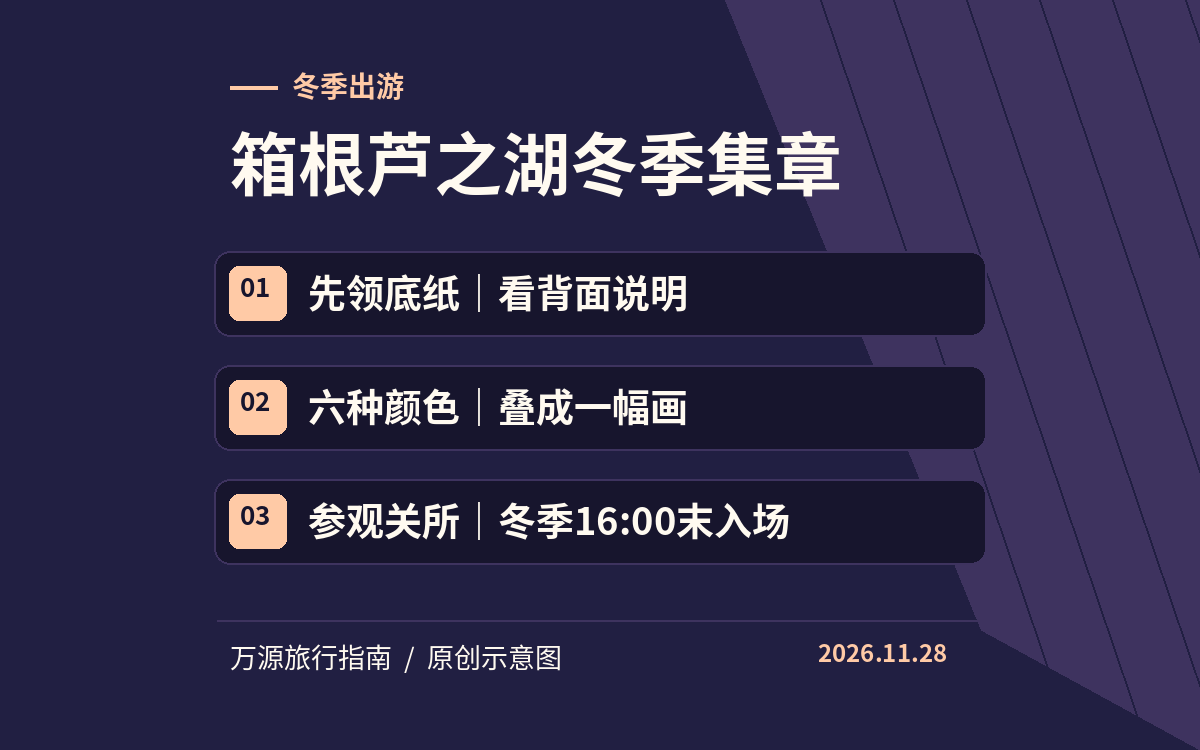 冬季出游
箱根芦之湖冬季集章
01 先领底纸｜看背面说明
02 六种颜色｜叠成一幅画
03 参观关所｜冬季16:00末入场
万源旅行指南 / 原创示意图
2026.11.28